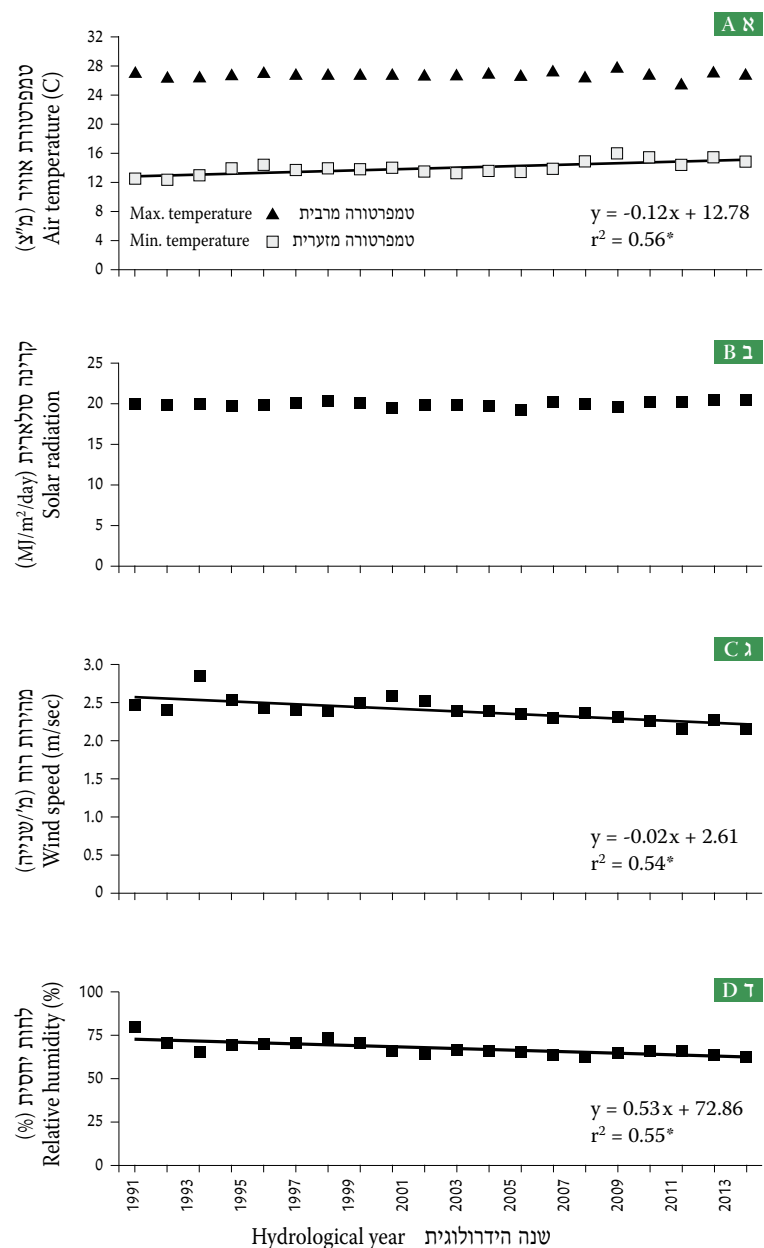 A א
טמפרטורת אוויר (מ"צ)
Air temperature (C)
32
28
24
20
16
12
8
4
0
Max. temperature ▲ טמפרטורה מרבית
Min. temperature □ טמפרטורה מזערית
y = -0.12x + 12.78
r² = 0.56*
B ב
קרינה סולארית (MJ/m²/day)
Solar radiation
25
20
15
10
5
0
C ג
מהירות רוח (מ'/שנייה)
Wind speed (m/sec)
3.0
2.5
2.0
1.5
1.0
0.5
0
y = -0.02x + 2.61
r² = 0.54*
D ד
לחות יחסית (%)
Relative humidity (%)
100
75
50
25
0
y = 0.53x + 72.86
r² = 0.55*
1991 1993 1995 1997 1999 2001 2003 2005 2007 2009 2011 2013
Hydrological year שנה הידרולוגית